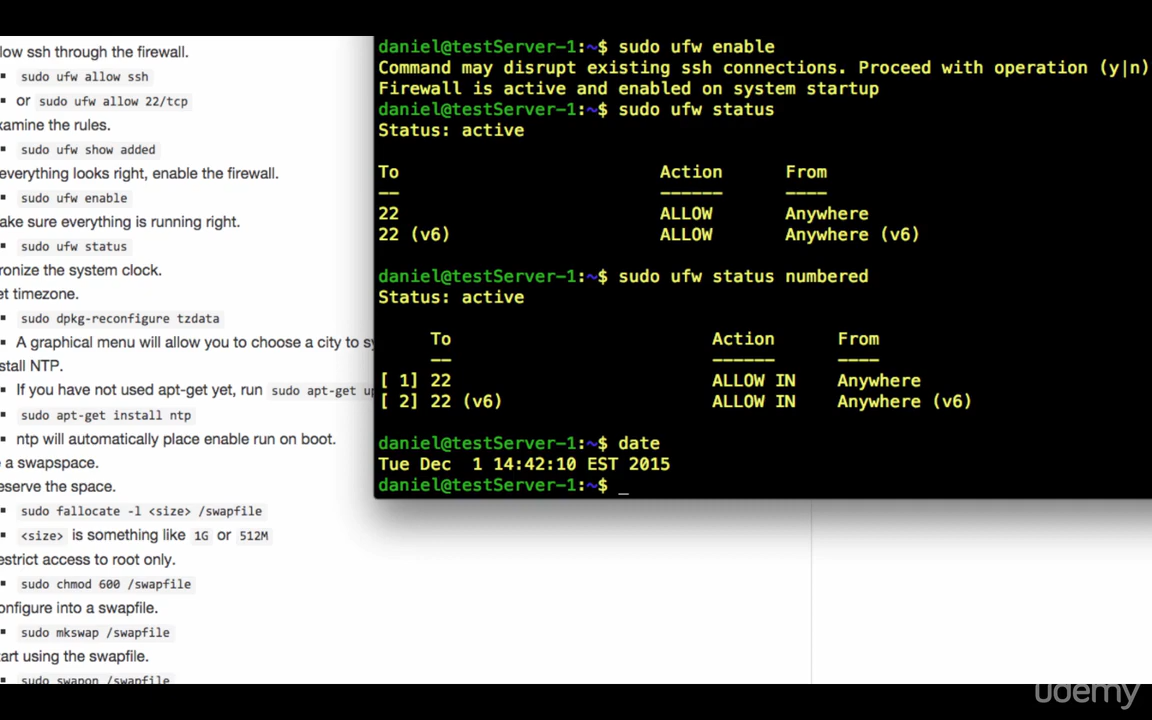 low ssh through the firewall.
sudo ufw allow ssh
or sudo ufw allow 22/tcp
xamine the rules.
sudo ufw show added
everything looks right, enable the firewall.
sudo ufw enable
ake sure everything is running right.
sudo ufw status
ronize the system clock.
et timezone.
sudo dpkg-reconfigure tzdata
A graphical menu will allow you to choose a city to sy
stall NTP.
If you have not used apt-get yet, run sudo apt-get up
sudo apt-get install ntp
ntp will automatically place enable run on boot.
e a swapspace.
eserve the space.
sudo fallocate -l <size> /swapfile
<size> is something like 1G or 512M
estrict access to root only.
sudo chmod 600 /swapfile
onfigure into a swapfile.
sudo mkswap /swapfile
tart using the swapfile.
sudo swapon /swapfile
daniel@testServer-1:~$ sudo ufw enable
Command may disrupt existing ssh connections. Proceed with operation (y|n)
Firewall is active and enabled on system startup
daniel@testServer-1:~$ sudo ufw status
Status: active
To Action From
-- ------ ----
22 ALLOW Anywhere
22 (v6) ALLOW Anywhere (v6)
daniel@testServer-1:~$ sudo ufw status numbered
Status: active
To Action From
-- ------ ----
[ 1] 22 ALLOW IN Anywhere
[ 2] 22 (v6) ALLOW IN Anywhere (v6)
daniel@testServer-1:~$ date
Tue Dec  1 14:42:10 EST 2015
daniel@testServer-1:~$ _
udemy